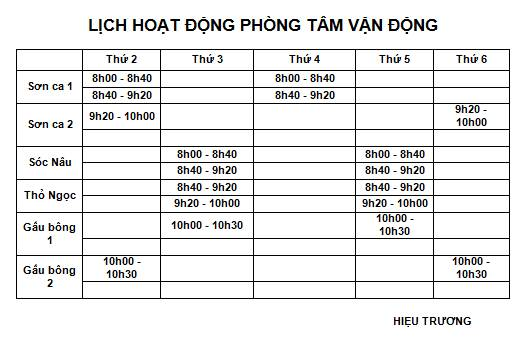 LỊCH HOẠT ĐỘNG PHÒNG TÂM VẬN ĐỘNG
Thứ 2 Thứ 3 Thứ 4 Thứ 5 Thứ 6
Sơn ca 1
8h00 - 8h40 8h00 - 8h40
8h40 - 9h20 8h40 - 9h20
Sơn ca 2
9h20 - 10h00 9h20 -
10h00
Sóc Nâu
8h00 - 8h40 8h00 - 8h40
8h40 - 9h20 8h40 - 9h20
Thỏ Ngọc
8h40 - 9h20 8h40 - 9h20
9h20 - 10h00 9h20 - 10h00
Gấu bông
1
10h00 - 10h30 10h00 -
10h30
Gấu bông
2
10h00 - 10h00 -
10h30 10h30
HIỆU TRƯƠNG